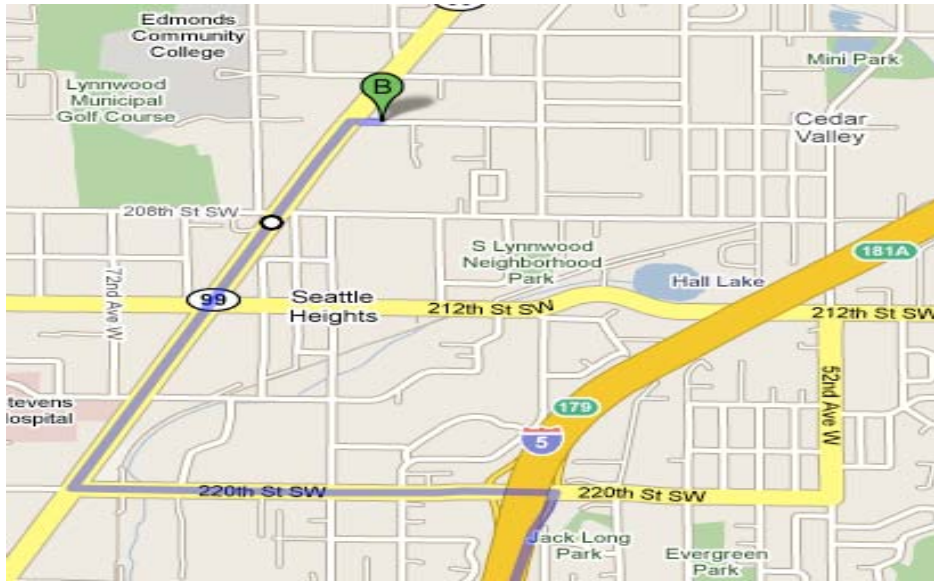 Edmonds
Community
College
Mini Park
B
Lynnwood
Municipal
Golf Course
Cedar
Valley
208th St SW
S Lynnwood
Neighborhood
Park
181A
72nd Ave W
Hall Lake
99
Seattle
Heights
212th St SW
212th St SW
52nd Ave W
tevens
ospital
179
5
220th St SW
220th St SW
Jack Long
Park
Evergreen
Park